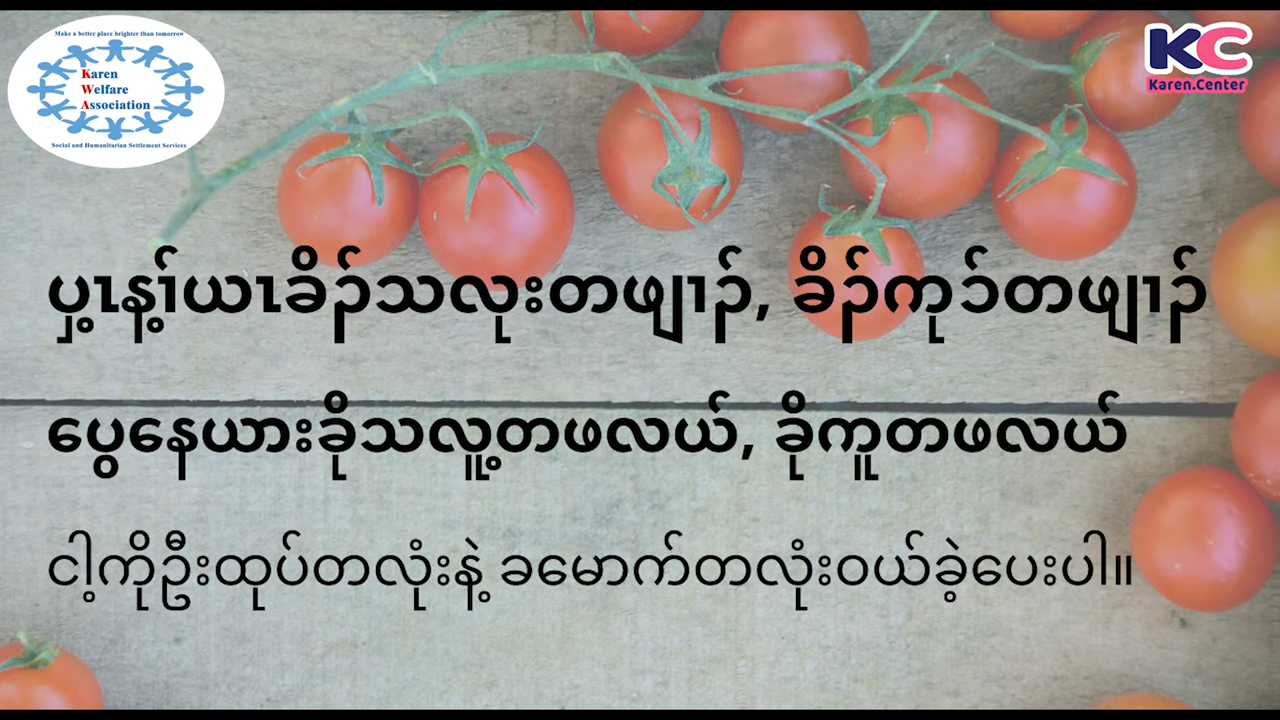 Make a better place brighter than tomorrow
Karen
Welfare
Association
Social and Humanitarian Settlement Services
KC
Karen.Center
ပှ့ၤန့ၢ်ယၤခိၣ်သလုးတဖျၢၣ်, ခိၣ်ကုာ်တဖျၢၣ်
ပွေနေယားခိုသလူ့တဖလယ်, ခိုကူတဖလယ်
ငါ့ကိုဦးထုပ်တလုံးနဲ့ ခမောက်တလုံးဝယ်ခဲ့ပေးပါ။